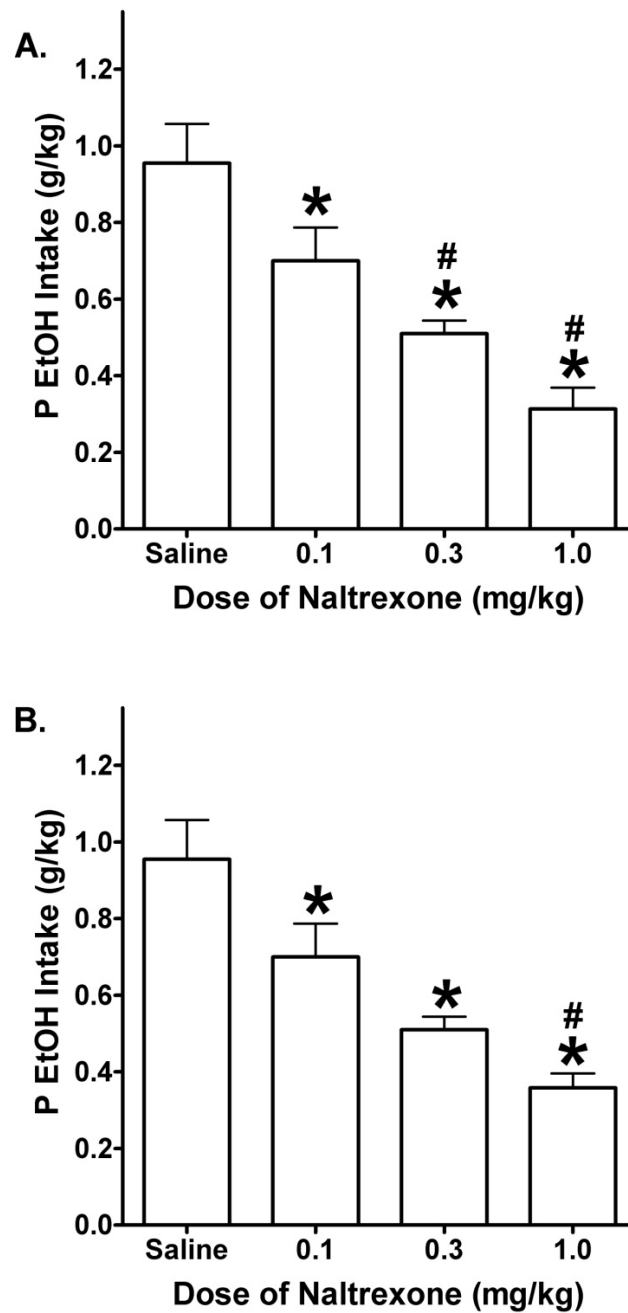 A.
P EtOH Intake (g/kg)
1.2
1.0
0.8
0.6
0.4
0.2
0.0
*
#
*
#
*
Saline 0.1 0.3 1.0
Dose of Naltrexone (mg/kg)
B.
P EtOH Intake (g/kg)
1.2
1.0
0.8
0.6
0.4
0.2
0.0
*
*
#
*
Saline 0.1 0.3 1.0
Dose of Naltrexone (mg/kg)